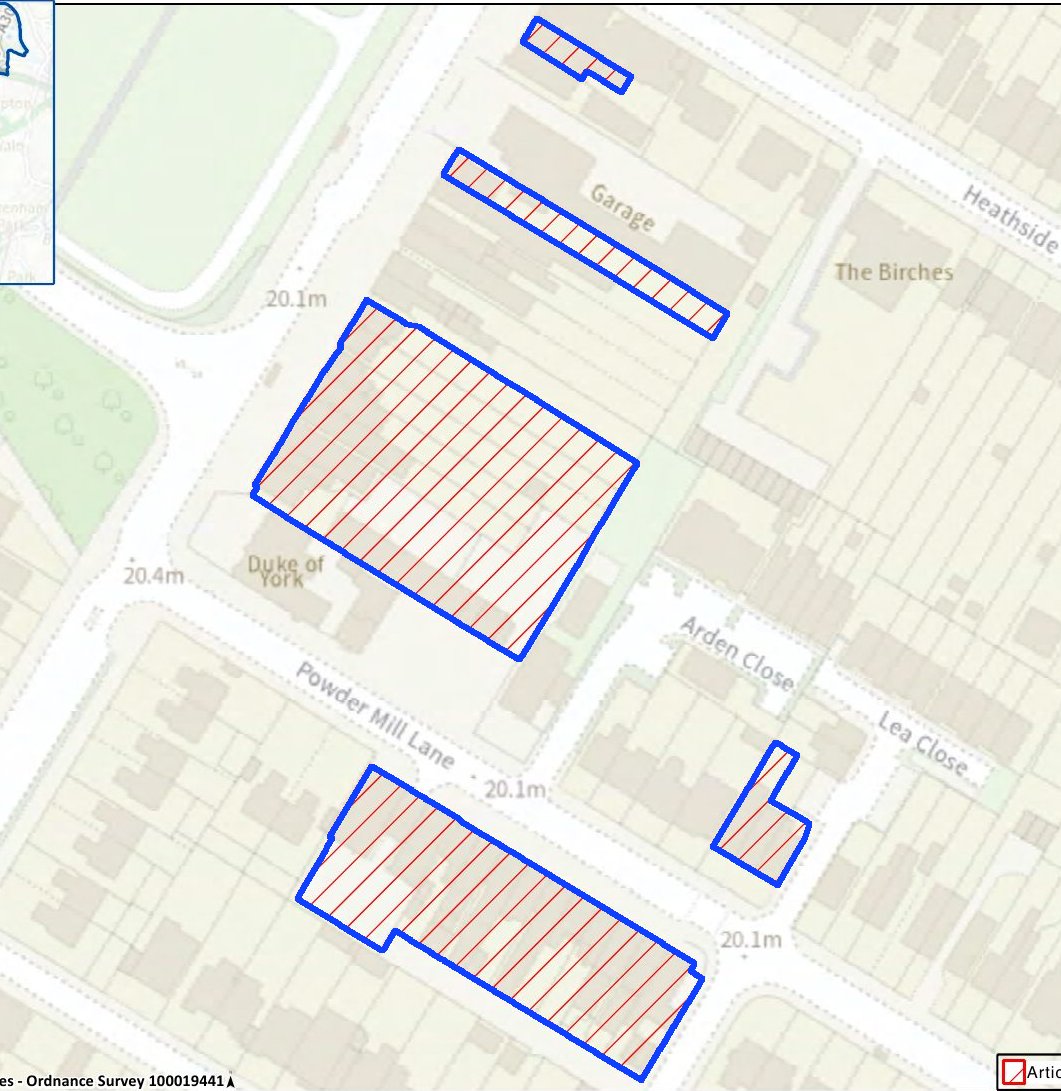 Heathside
Garage
The Birches
20.1m
Duke of
York
20.4m
Arden Close
Powder Mill Lane
Lea Close
20.1m
20.1m
es - Ordnance Survey 100019441
Artic